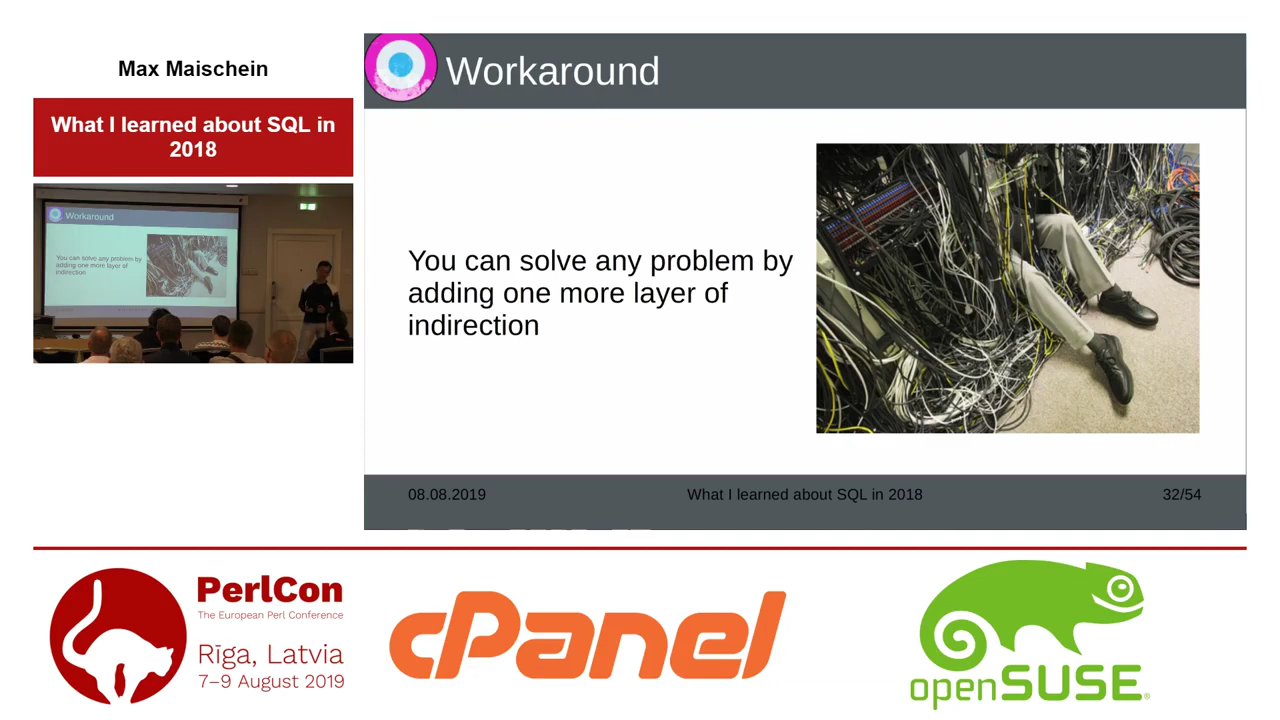 Max Maischein
What I learned about SQL in
2018
Workaround
You can solve any problem by
adding one more layer of
indirection
Workaround
You can solve any problem by
adding one more layer of
indirection
08.08.2019
What I learned about SQL in 2018
32/54
PerlCon
The European Perl Conference
Rīga, Latvia
7–9 August 2019
cPanel
openSUSE